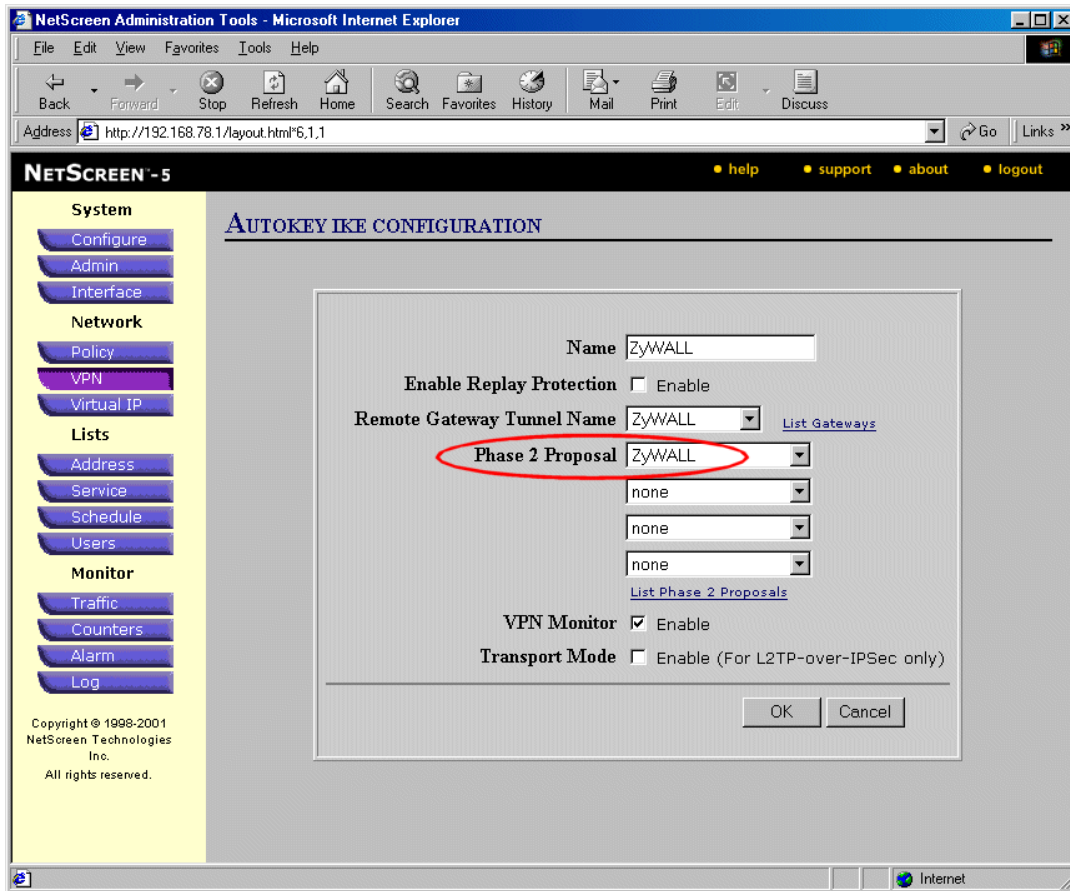 NetScreen Administration Tools - Microsoft Internet Explorer
File Edit View Favorites Tools Help
Back Forward Stop Refresh Home Search Favorites History Mail Print Edit Discuss
Address http://192.168.78.1/layout.html*6,1,1 Go Links »
NETSCREEN™-5 help support about logout
System
Configure
Admin
Interface
Network
Policy
VPN
Virtual IP
Lists
Address
Service
Schedule
Users
Monitor
Traffic
Counters
Alarm
Log
Copyright © 1998-2001
NetScreen Technologies
Inc.
All rights reserved.
AUTOKEY IKE CONFIGURATION
Name ZyWALL
Enable Replay Protection Enable
Remote Gateway Tunnel Name ZyWALL List Gateways
Phase 2 Proposal ZyWALL
none
none
none
List Phase 2 Proposals
VPN Monitor Enable
Transport Mode Enable (For L2TP-over-IPSec only)
OK Cancel
Internet